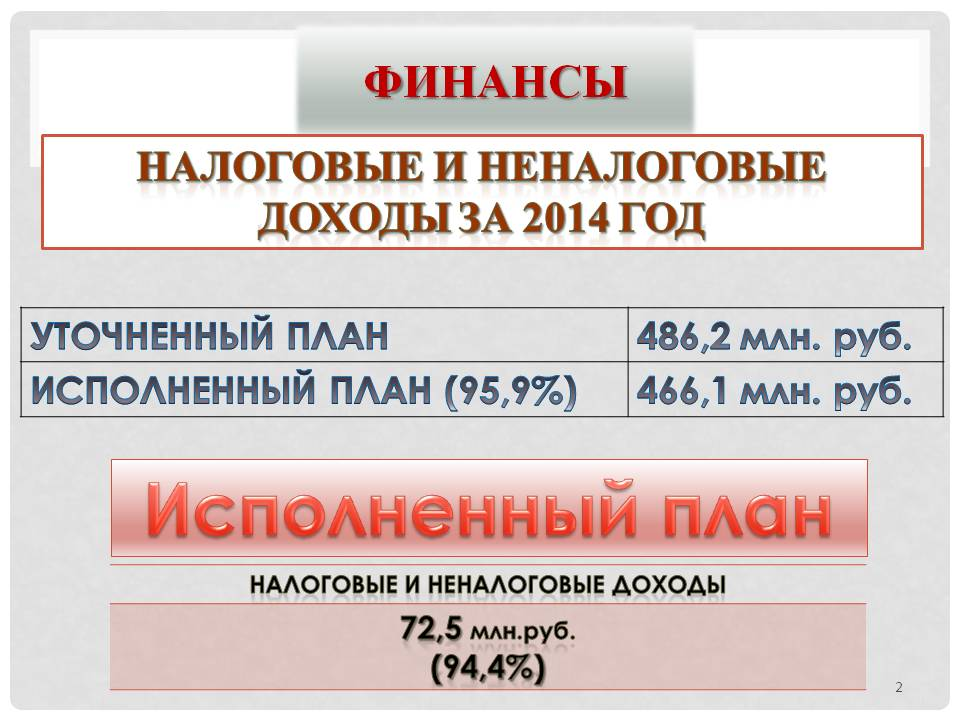 ФИНАНСЫ
НАЛОГОВЫЕ И НЕНАЛОГОВЫЕ
ДОХОДЫ ЗА 2014 ГОД
УТОЧНЕННЫЙ ПЛАН 486,2 млн. руб.
ИСПОЛНЕННЫЙ ПЛАН (95,9%) 466,1 млн. руб.
Исполненный план
НАЛОГОВЫЕ И НЕНАЛОГОВЫЕ ДОХОДЫ
72,5 млн.руб.
(94,4%)
2